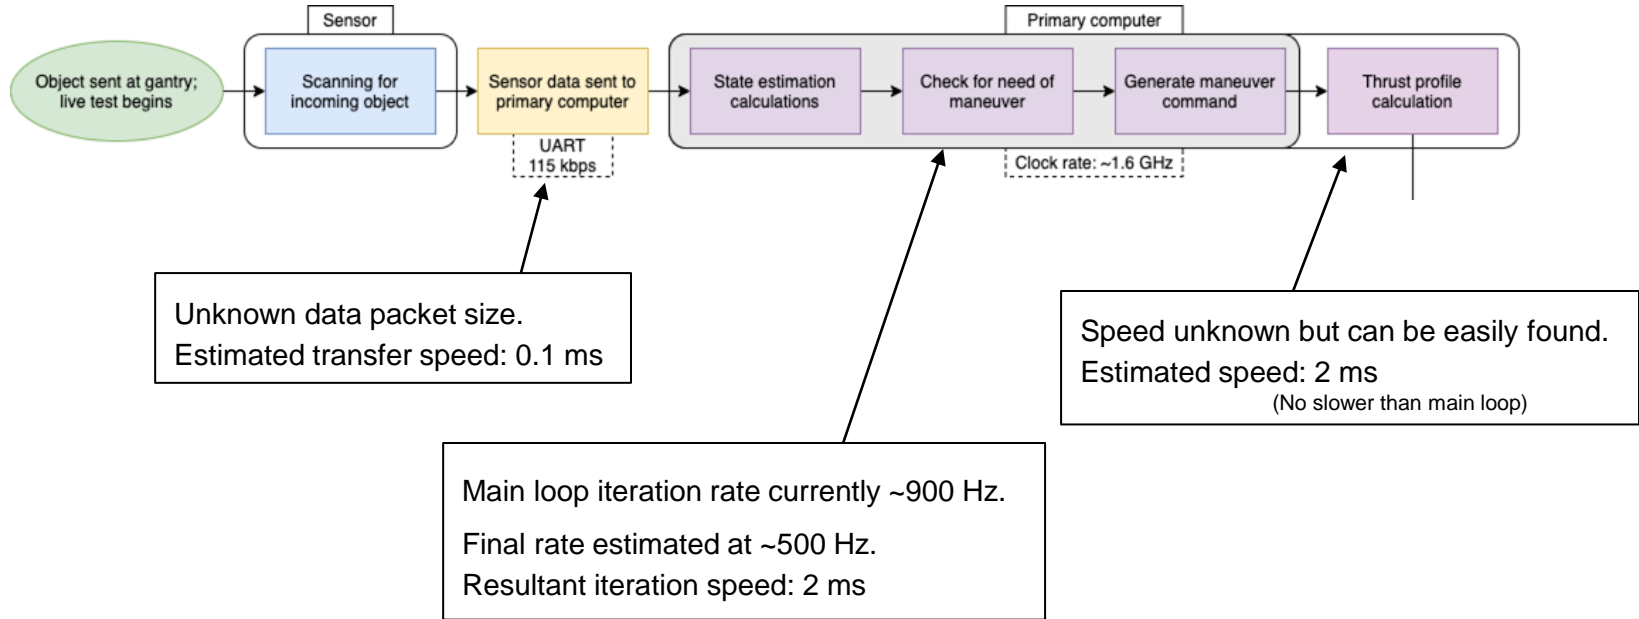 Sensor
Primary computer
Object sent at gantry;
live test begins
Scanning for
incoming object
Sensor data sent to
primary computer
State estimation
calculations
Check for need of
maneuver
Generate maneuver
command
Thrust profile
calculation
UART
115 kbps
Clock rate: ~1.6 GHz
Unknown data packet size.
Estimated transfer speed: 0.1 ms
Speed unknown but can be easily found.
Estimated speed: 2 ms
(No slower than main loop)
Main loop iteration rate currently ~900 Hz.
Final rate estimated at ~500 Hz.
Resultant iteration speed: 2 ms